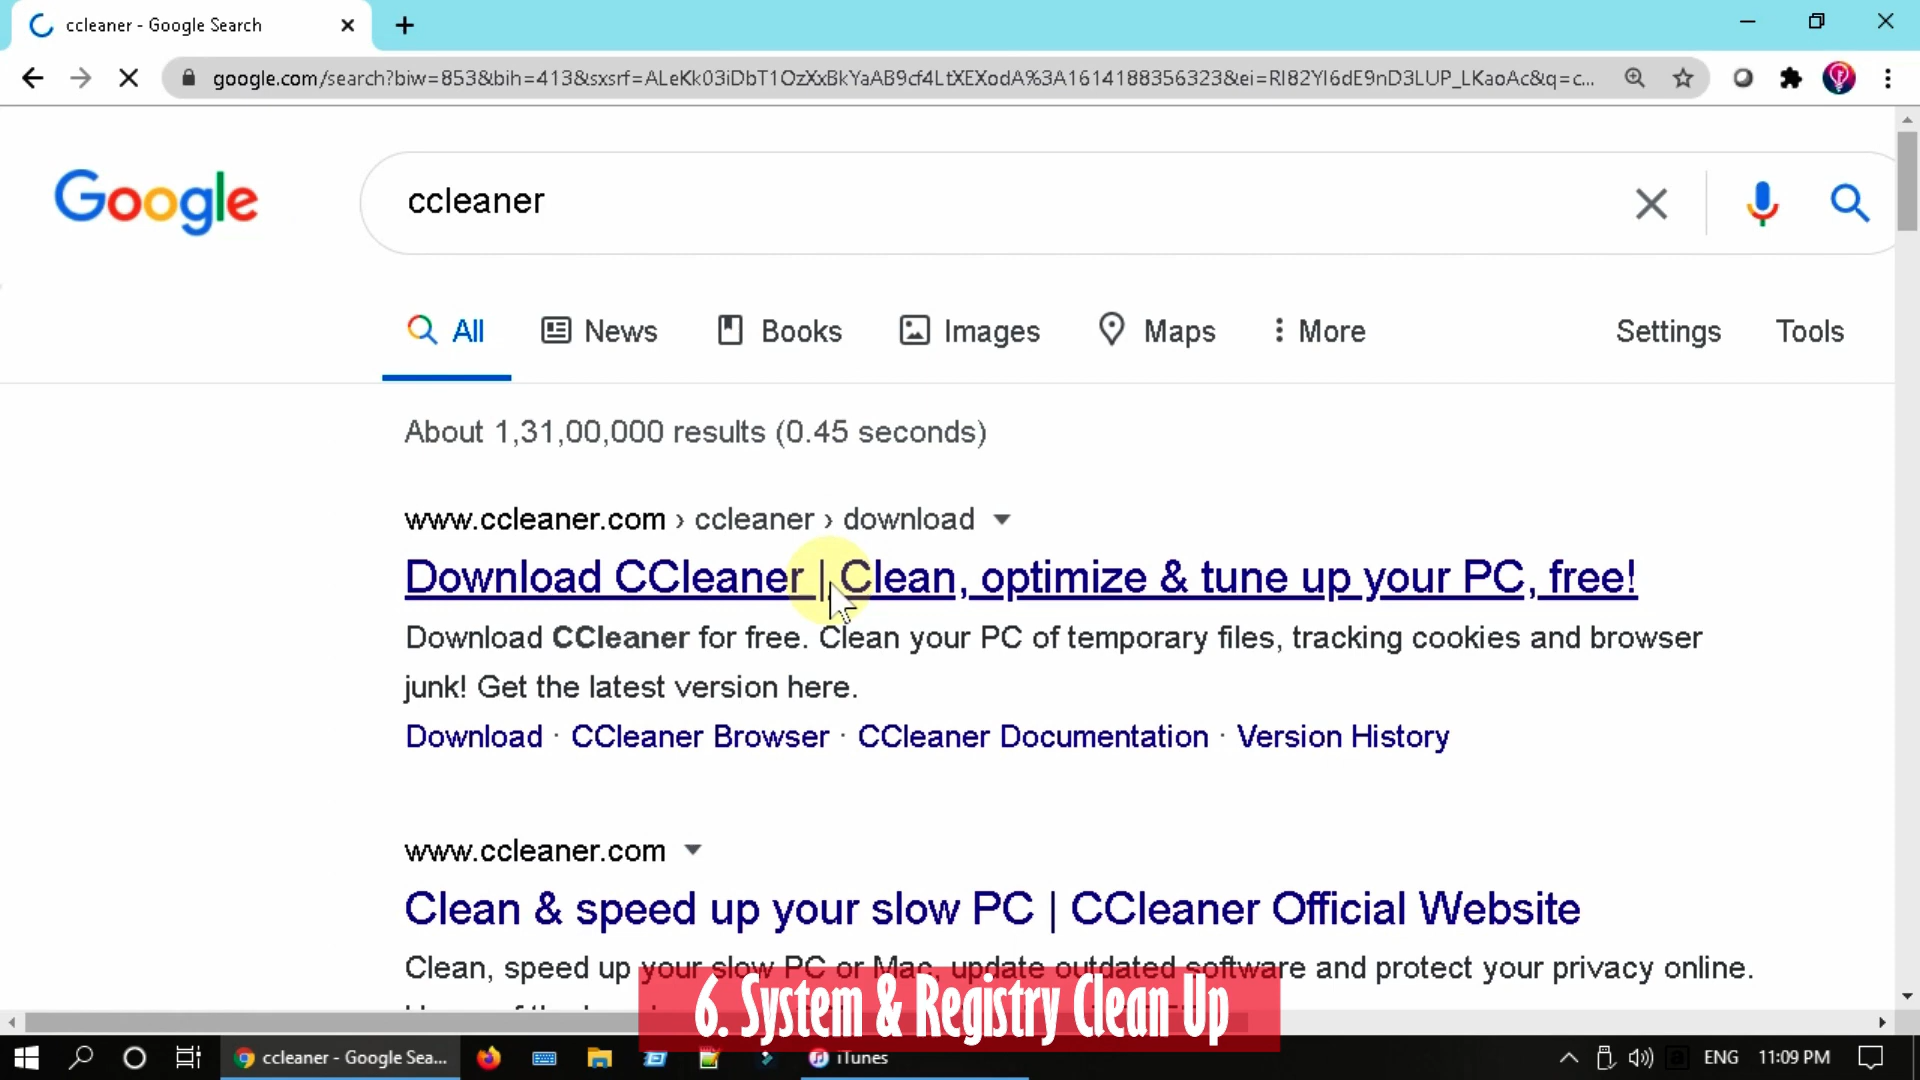 ccleaner - Google Search
google.com/search?biw=853&bih=413&sxsrf=ALeKk03iDbT1OzXxBkYaAB9cf4LtXEXodA%3A1614188356323&ei=RI82YI6dE9nD3LUP_LKaoAc&q=c...
Google
ccleaner
All News Books Images Maps More Settings Tools
About 1,31,00,000 results (0.45 seconds)
www.ccleaner.com › ccleaner › download
Download CCleaner | Clean, optimize & tune up your PC, free!
Download CCleaner for free. Clean your PC of temporary files, tracking cookies and browser
junk! Get the latest version here.
Download · CCleaner Browser · CCleaner Documentation · Version History
www.ccleaner.com
Clean & speed up your slow PC | CCleaner Official Website
Clean, speed up your slow PC or Mac, update outdated software and protect your privacy online.
6. System & Registry Clean Up
ccleaner - Google Sea... iTunes ENG 11:09 PM